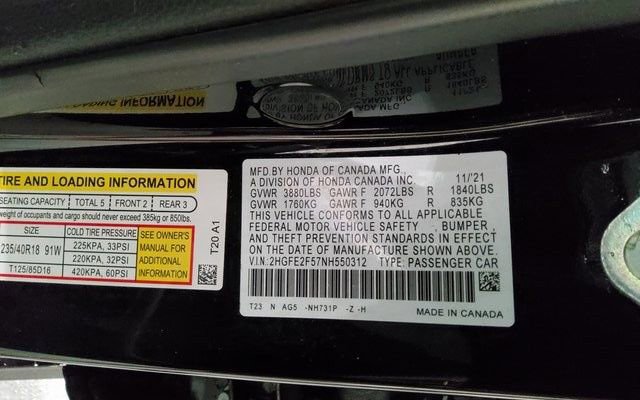 TIRE AND LOADING INFORMATION
SEATING CAPACITY TOTAL 5 FRONT 2 REAR 3
weight of occupants and cargo should never exceed 385kg or 850lbs.
SIZE COLD TIRE PRESSURE SEE OWNER'S MANUAL FOR ADDITIONAL INFORMATION
235/40R18 91W 225KPA, 33PSI
220KPA, 32PSI
T125/85D16 420KPA, 60PSI
T20 A1
MFD BY HONDA OF CANADA MFG., 11/'21
A DIVISION OF HONDA CANADA INC.
GVWR 3880LBS GAWR F 2072LBS R 1840LBS
GVWR 1760KG GAWR F 940KG R 835KG
THIS VEHICLE CONFORMS TO ALL APPLICABLE
FEDERAL MOTOR VEHICLE SAFETY , BUMPER ,
AND THEFT PREVENTION STANDARDS IN EFFECT
ON THE DATE OF MANUFACTURE SHOWN ABOVE.
V.I.N: 2HGFE2F57NH550312 TYPE PASSENGER CAR
T23 N AG5 -NH731P -Z -H
MADE IN CANADA